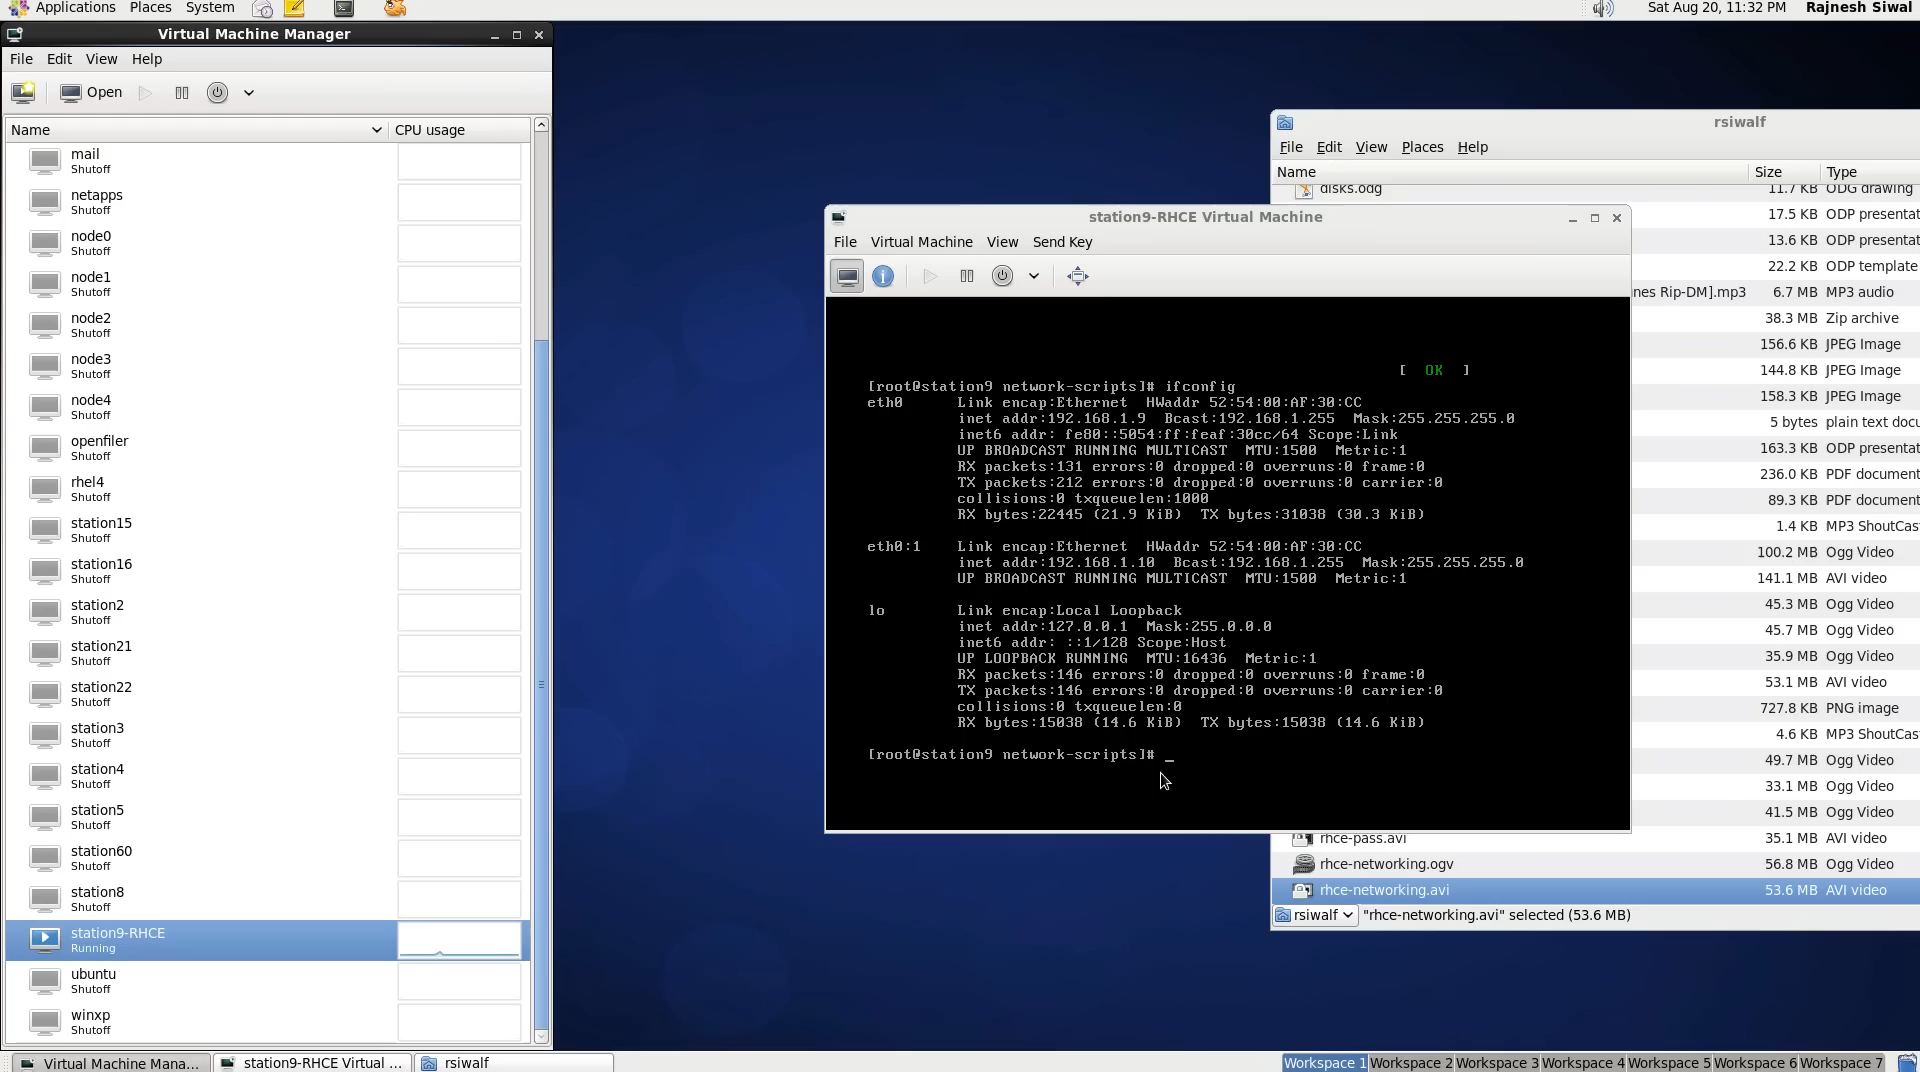 Applications Places System
Sat Aug 20, 11:32 PM Rajnesh Siwal
Virtual Machine Manager
File Edit View Help
Open
Name CPU usage
mail
Shutoff
netapps
Shutoff
node0
Shutoff
node1
Shutoff
node2
Shutoff
node3
Shutoff
node4
Shutoff
openfiler
Shutoff
rhel4
Shutoff
station15
Shutoff
station16
Shutoff
station2
Shutoff
station21
Shutoff
station22
Shutoff
station3
Shutoff
station4
Shutoff
station5
Shutoff
station60
Shutoff
station8
Shutoff
station9-RHCE
Running
ubuntu
Shutoff
winxp
Shutoff
station9-RHCE Virtual Machine
File Virtual Machine View Send Key
[ OK ]
[root@station9 network-scripts]# ifconfig
eth0 Link encap:Ethernet HWaddr 52:54:00:AF:30:CC
inet addr:192.168.1.9 Bcast:192.168.1.255 Mask:255.255.255.0
inet6 addr: fe80::5054:ff:feaf:30cc/64 Scope:Link
UP BROADCAST RUNNING MULTICAST MTU:1500 Metric:1
RX packets:131 errors:0 dropped:0 overruns:0 frame:0
TX packets:212 errors:0 dropped:0 overruns:0 carrier:0
collisions:0 txqueuelen:1000
RX bytes:22445 (21.9 KiB) TX bytes:31038 (30.3 KiB)
eth0:1 Link encap:Ethernet HWaddr 52:54:00:AF:30:CC
inet addr:192.168.1.10 Bcast:192.168.1.255 Mask:255.255.255.0
UP BROADCAST RUNNING MULTICAST MTU:1500 Metric:1
lo Link encap:Local Loopback
inet addr:127.0.0.1 Mask:255.0.0.0
inet6 addr: ::1/128 Scope:Host
UP LOOPBACK RUNNING MTU:16436 Metric:1
RX packets:146 errors:0 dropped:0 overruns:0 frame:0
TX packets:146 errors:0 dropped:0 overruns:0 carrier:0
collisions:0 txqueuelen:0
RX bytes:15038 (14.6 KiB) TX bytes:15038 (14.6 KiB)
[root@station9 network-scripts]# _
rsiwalf
File Edit View Places Help
Name Size Type
disks.odg 11.7 KB ODG drawing
17.5 KB ODP presentat
13.6 KB ODP presentat
22.2 KB ODP template
nes Rip-DM].mp3 6.7 MB MP3 audio
38.3 MB Zip archive
156.6 KB JPEG Image
144.8 KB JPEG Image
158.3 KB JPEG Image
5 bytes plain text docu
163.3 KB ODP presentat
236.0 KB PDF document
89.3 KB PDF document
1.4 KB MP3 ShoutCas
100.2 MB Ogg Video
141.1 MB AVI video
45.3 MB Ogg Video
45.7 MB Ogg Video
35.9 MB Ogg Video
53.1 MB AVI video
727.8 KB PNG image
4.6 KB MP3 ShoutCas
49.7 MB Ogg Video
33.1 MB Ogg Video
41.5 MB Ogg Video
rhce-pass.avi 35.1 MB AVI video
rhce-networking.ogv 56.8 MB Ogg Video
rhce-networking.avi 53.6 MB AVI video
rsiwalf "rhce-networking.avi" selected (53.6 MB)
Virtual Machine Mana... station9-RHCE Virtual ... rsiwalf
Workspace 1 Workspace 2 Workspace 3 Workspace 4 Workspace 5 Workspace 6 Workspace 7